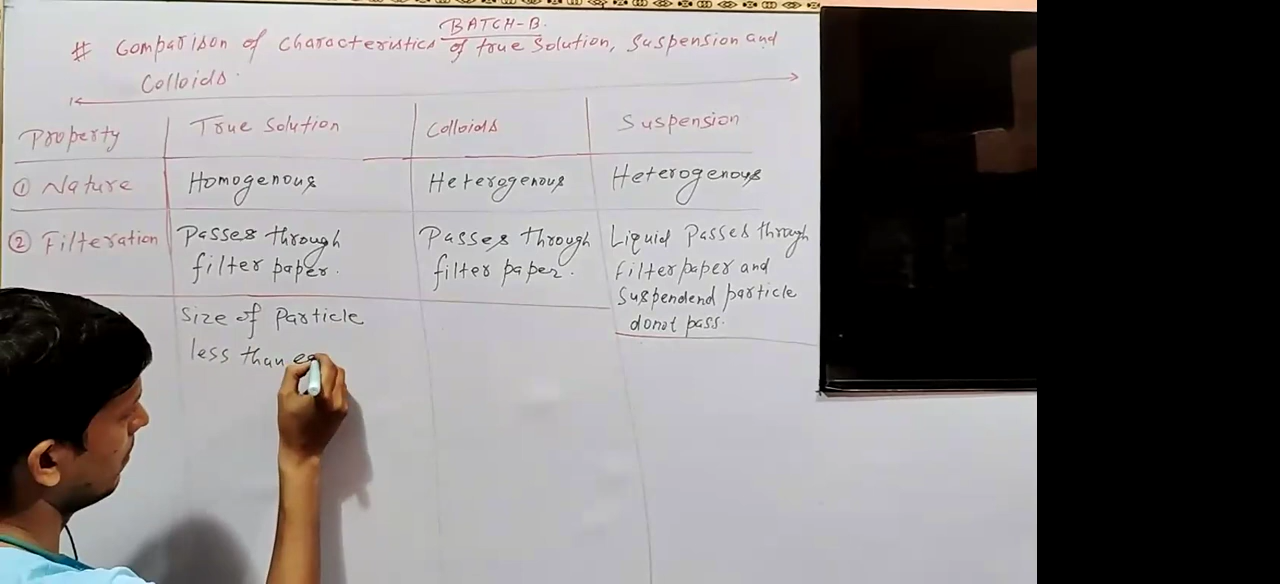 BATCH-B.
# Comparison of characteristics of true solution, suspension and
Colloids.
Property
True Solution
Colloids
Suspension
① Nature
Homogenous
Heterogenous
Heterogenous
② Filteration
Passes through
filter paper.
Passes through
filter paper.
Liquid Passes through
filter paper and
suspendend particle
donot pass.
Size of Particle
less than